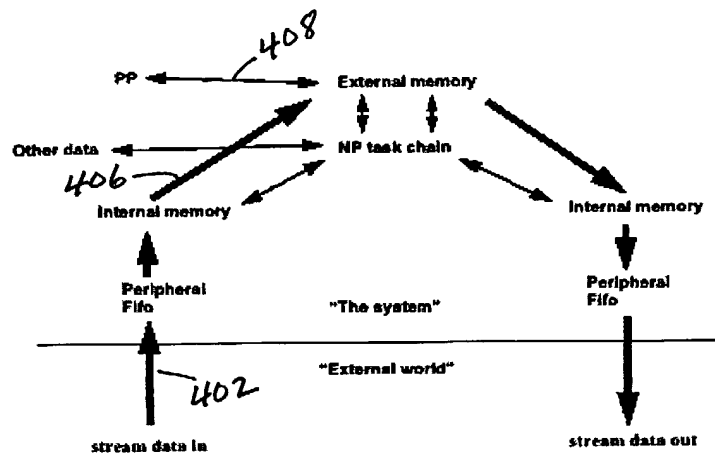 408
PP
External memory
Other data
NP task chain
406
Internal memory
Internal memory
Peripheral
Fifo
Peripheral
Fifo
"The system"
"External world"
402
stream data in
stream data out